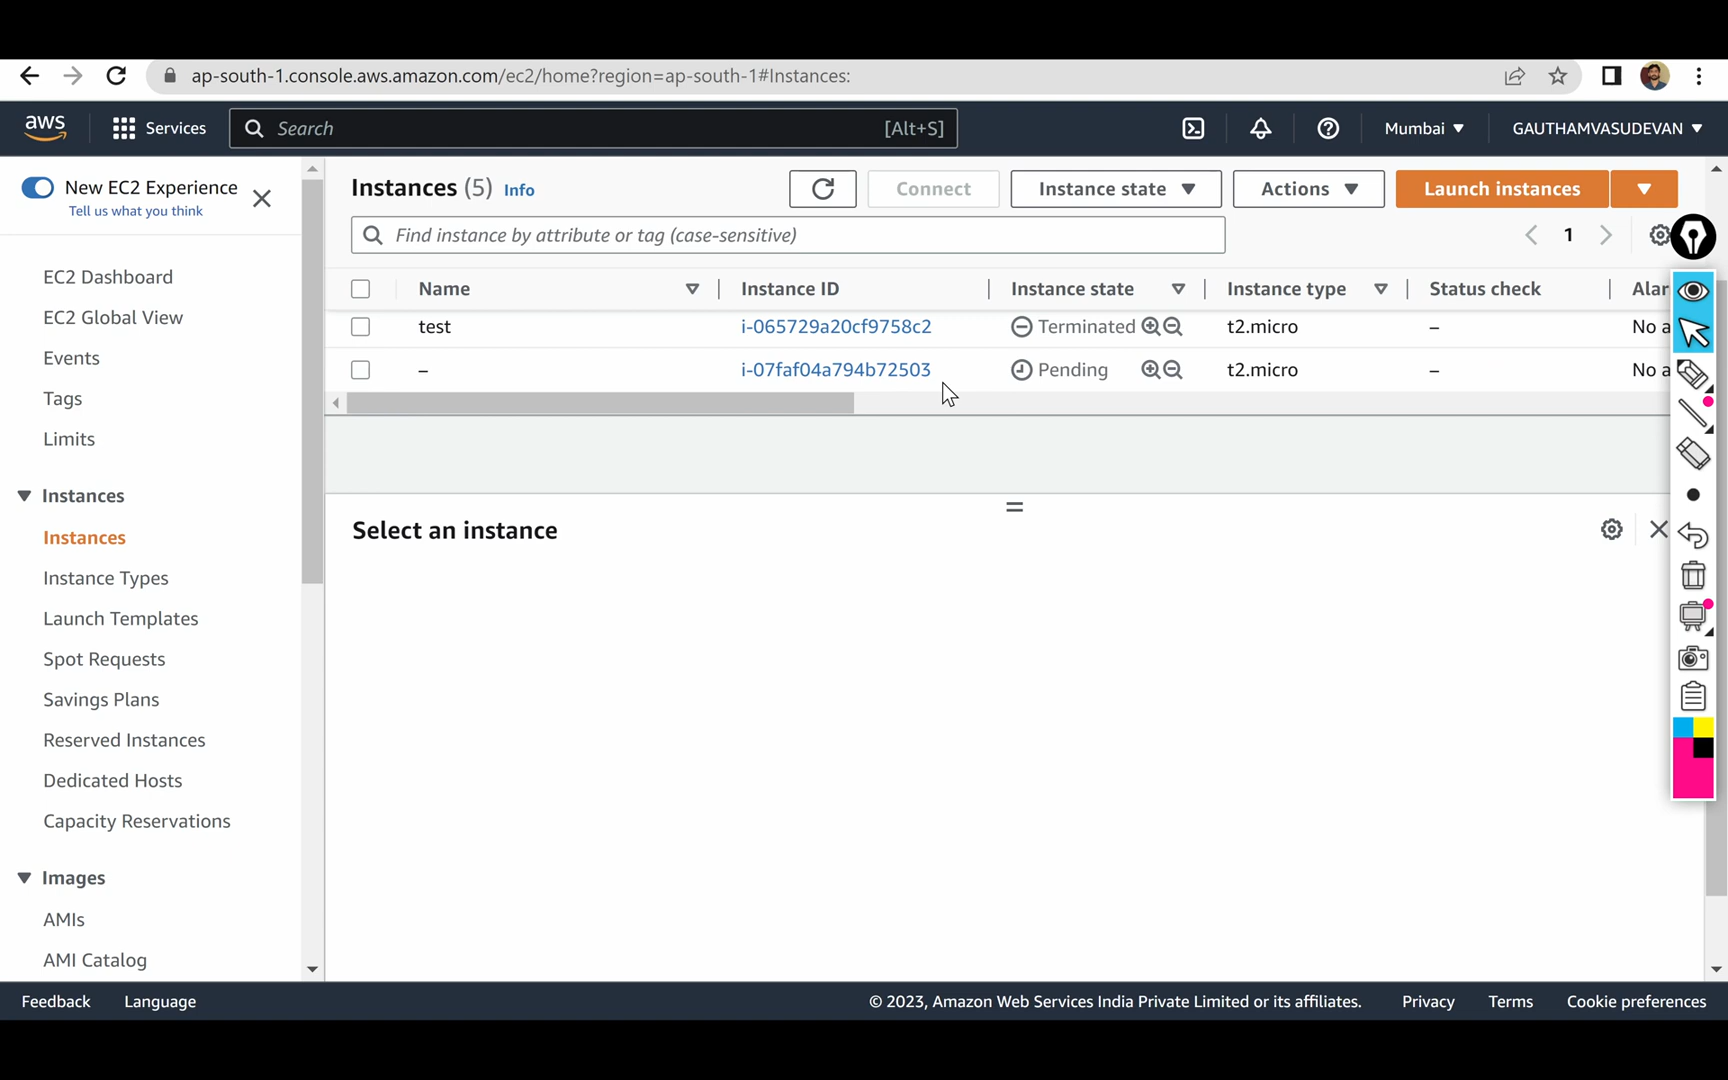 ap-south-1.console.aws.amazon.com/ec2/home?region=ap-south-1#Instances:
aws Services Search [Alt+S] Mumbai GAUTHAMVASUDEVAN
New EC2 Experience
Tell us what you think
EC2 Dashboard
EC2 Global View
Events
Tags
Limits
Instances
Instances
Instance Types
Launch Templates
Spot Requests
Savings Plans
Reserved Instances
Dedicated Hosts
Capacity Reservations
Images
AMIs
AMI Catalog
Instances (5) Info Connect Instance state Actions Launch instances
Find instance by attribute or tag (case-sensitive) 1
Name Instance ID Instance state Instance type Status check Alar
test i-065729a20cf9758c2 Terminated t2.micro – No a
– i-07faf04a794b72503 Pending t2.micro – No a
Select an instance
Feedback Language © 2023, Amazon Web Services India Private Limited or its affiliates. Privacy Terms Cookie preferences